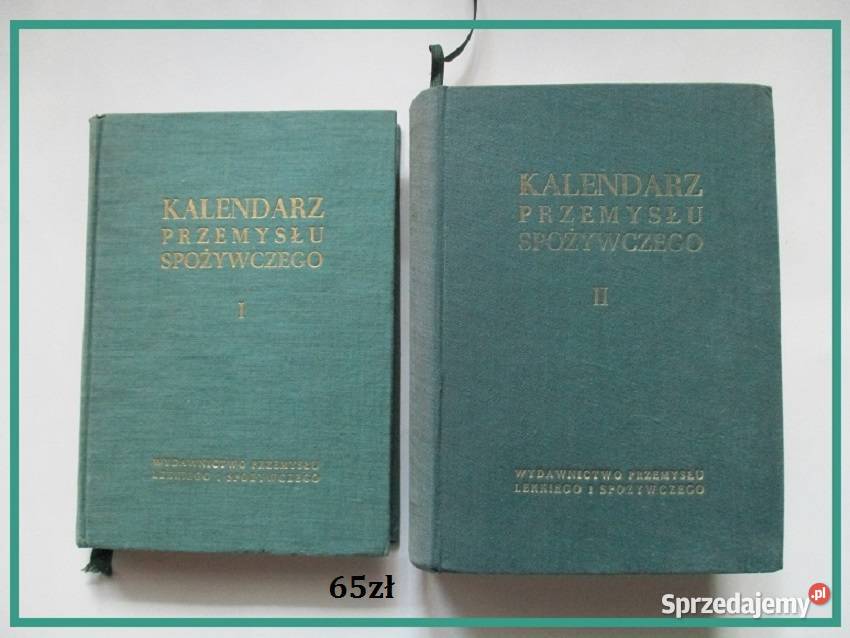 KALENDARZ
PRZEMYSŁU
SPOŻYWCZEGO
I
WYDAWNICTWO PRZEMYSŁU
LEKKIEGO I SPOŻYWCZEGO
KALENDARZ
PRZEMYSŁU
SPOŻYWCZEGO
II
WYDAWNICTWO PRZEMYSŁU
LEKKIEGO I SPOŻYWCZEGO
65zł
Sprzedajemy.pl